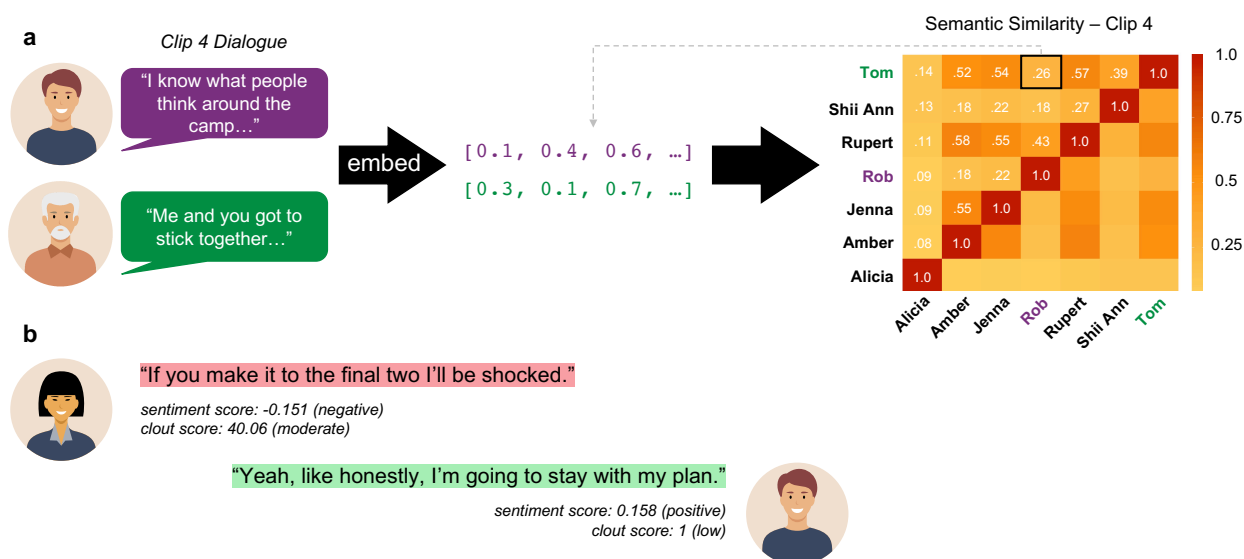 a
Clip 4 Dialogue
“I know what people
think around the
camp…”
“Me and you got to
stick together…”
embed
[0.1, 0.4, 0.6, …]
[0.3, 0.1, 0.7, …]
Semantic Similarity – Clip 4
Tom .14 .52 .54 .26 .57 .39 1.0
Shii Ann .13 .18 .22 .18 .27 1.0
Rupert .11 .58 .55 .43 1.0
Rob .09 .18 .22 1.0
Jenna .09 .55 1.0
Amber .08 1.0
Alicia 1.0
Alicia Amber Jenna Rob Rupert Shii Ann Tom
1.0
0.75
0.5
0.25
b
“If you make it to the final two I’ll be shocked.”
sentiment score: -0.151 (negative)
clout score: 40.06 (moderate)
“Yeah, like honestly, I’m going to stay with my plan.”
sentiment score: 0.158 (positive)
clout score: 1 (low)